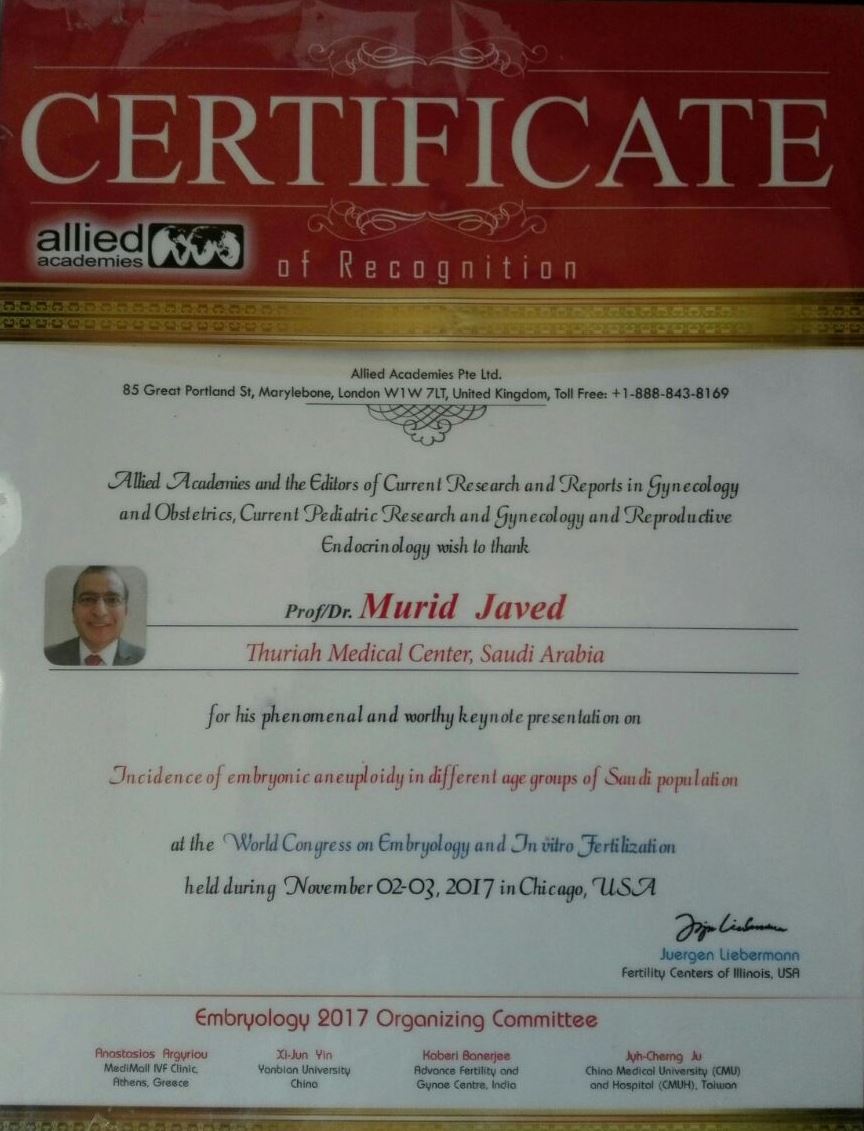 CERTIFICATE
allied
academies
of Recognition
Allied Academies Pte Ltd.
85 Great Portland St, Marylebone, London W1W 7LT, United Kingdom, Toll Free: +1-888-843-8169
Allied Academies and the Editors of Current Research and Reports in Gynecology
and Obstetrics, Current Pediatric Research and Gynecology and Reproductive
Endocrinology wish to thank
Prof/Dr. Murid Javed
Thuriah Medical Center, Saudi Arabia
for his phenomenal and worthy keynote presentation on
Incidence of embryonic aneuploidy in different age groups of Saudi population
at the World Congress on Embryology and In vitro Fertilization
held during November 02-03, 2017 in Chicago, USA
Juergen Liebermann
Fertility Centers of Illinois, USA
Embryology 2017 Organizing Committee
Anastasios Argyriou Xi-Jun Yin Kaberi Banerjee Jyh-Cherng Ju
MediMall IVF Clinic, Yanbian University Advance Fertility and China Medical University (CMU)
Athens, Greece China Gynae Centre, India and Hospital (CMUH), Taiwan